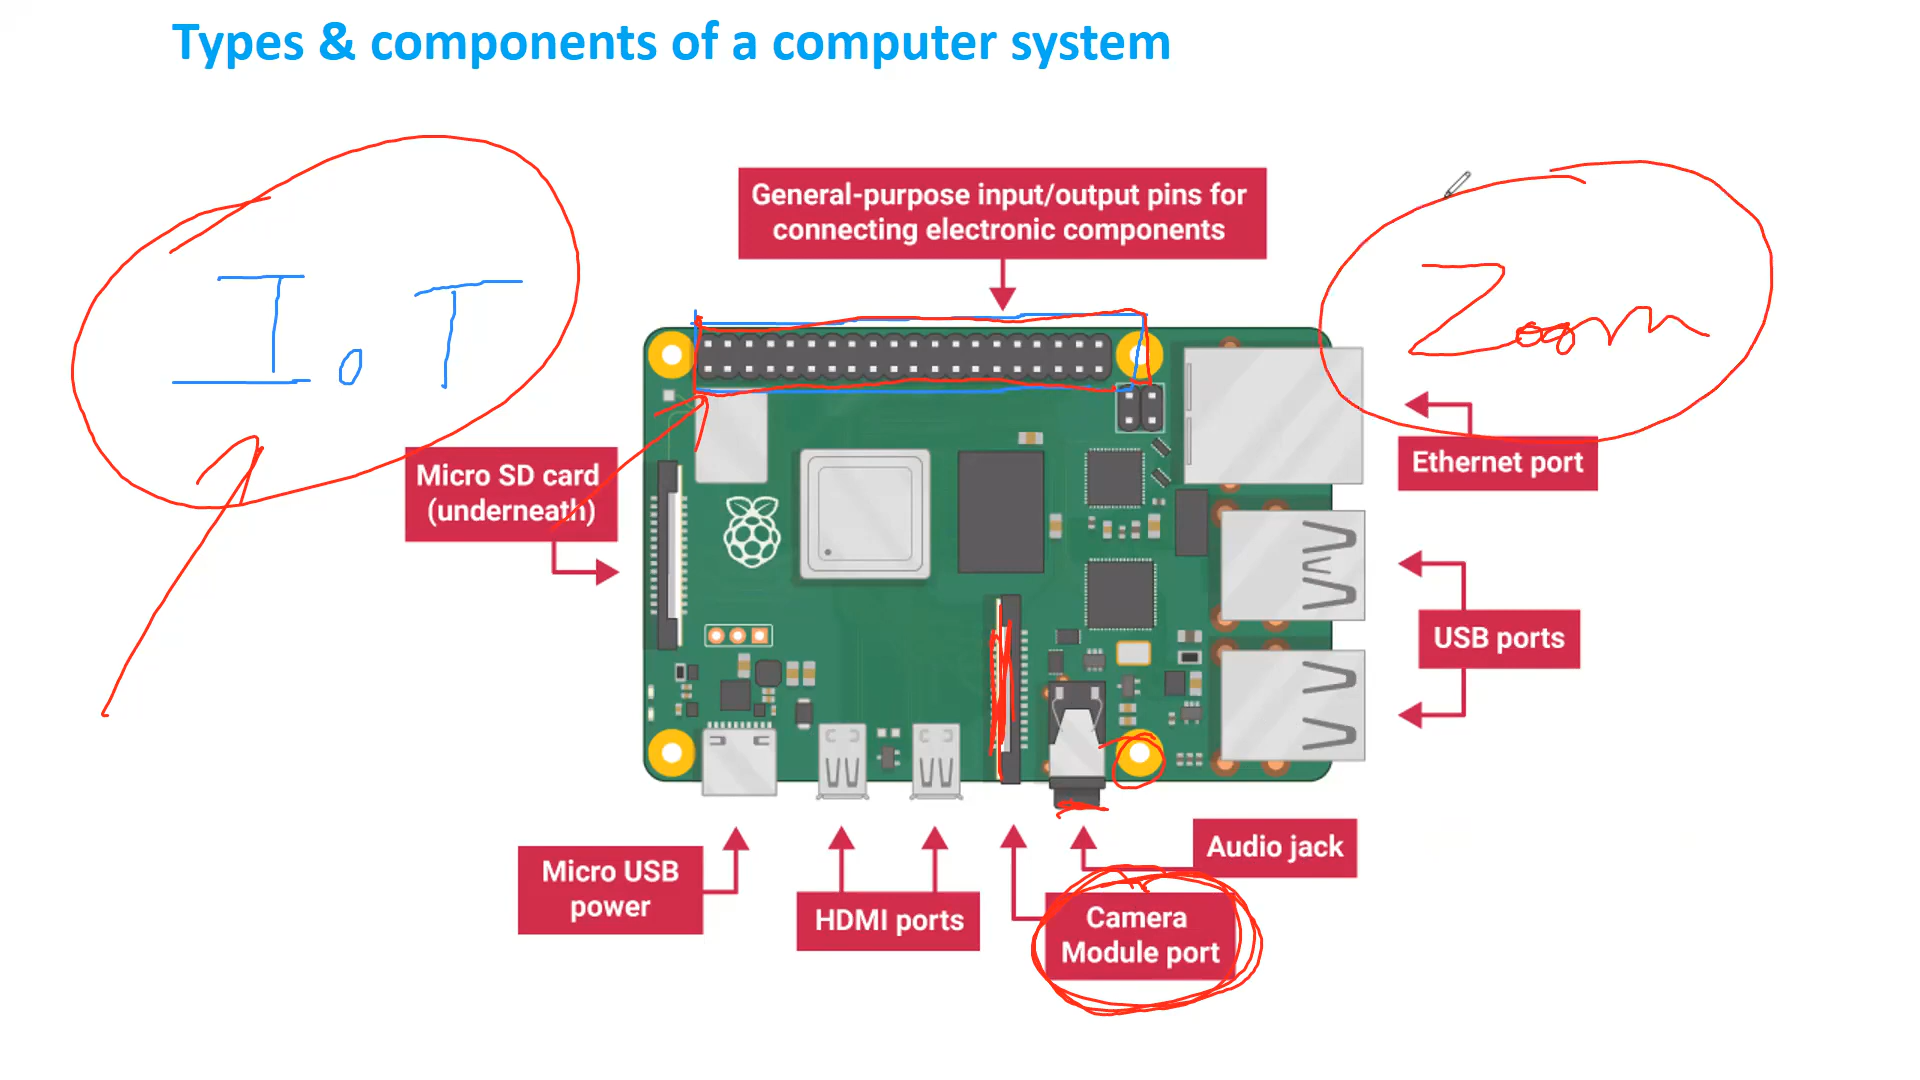 Types & components of a computer system
General-purpose input/output pins for
connecting electronic components
IoT
Zoom
Micro SD card
(underneath)
Ethernet port
USB ports
Audio jack
Micro USB
power
HDMI ports
Camera
Module port